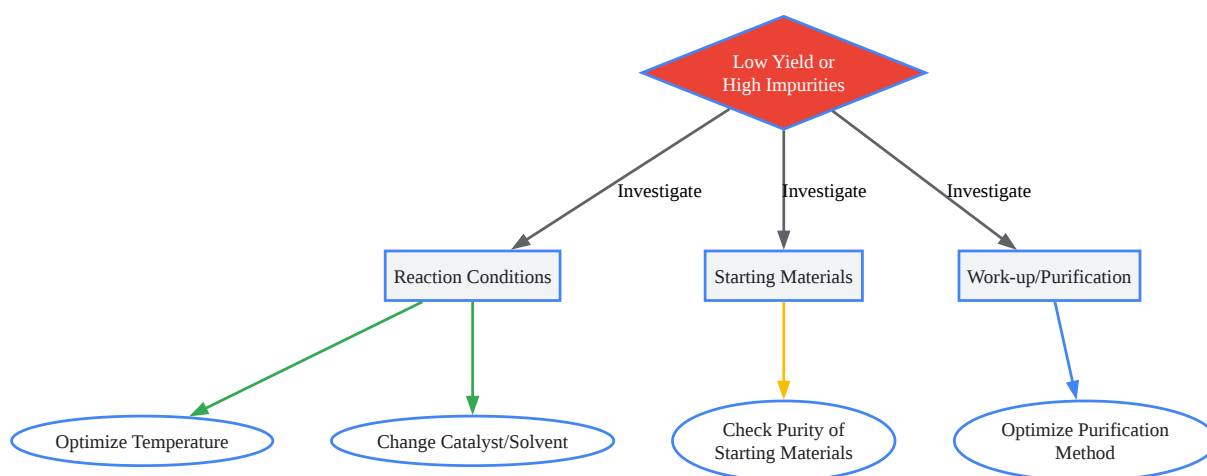 Low Yield or
High Impurities
Investigate
Investigate
Investigate
Reaction Conditions
Starting Materials
Work-up/Purification
Optimize Temperature
Change Catalyst/Solvent
Check Purity of
Starting Materials
Optimize Purification
Method